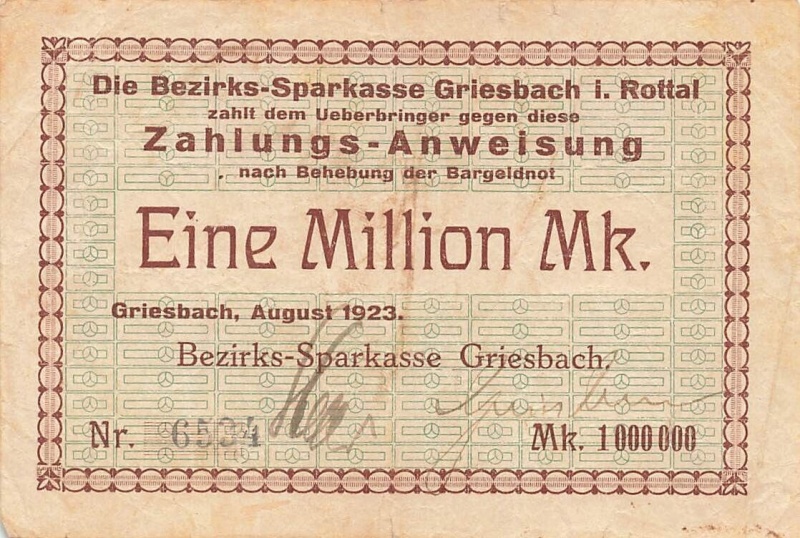 Die Bezirks-Sparkasse Griesbach i. Rottal
zahlt dem Ueberbringer gegen diese
Zahlungs-Anweisung
nach Behebung der Bargeldnot
Eine Million Mk.
Griesbach, August 1923.
Bezirks-Sparkasse Griesbach.
Nr. 6594 Mk. 1000000